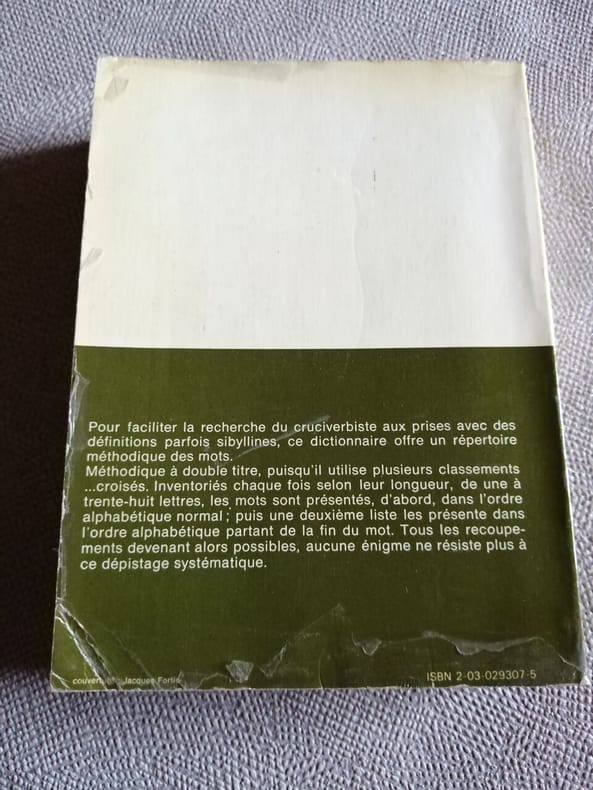 Pour faciliter la recherche du cruciverbiste aux prises avec des
définitions parfois sibyllines, ce dictionnaire offre un répertoire
méthodique des mots.
Méthodique à double titre, puisqu'il utilise plusieurs classements
...croisés. Inventoriés chaque fois selon leur longueur, de une à
trente-huit lettres, les mots sont présentés, d'abord, dans l'ordre
alphabétique normal ; puis une deuxième liste les présente dans
l'ordre alphabétique partant de la fin du mot. Tous les recoupe-
ments devenant alors possibles, aucune énigme ne résiste plus à
ce dépistage systématique.
Jacques Fortin
ISBN 2-03-029307-5